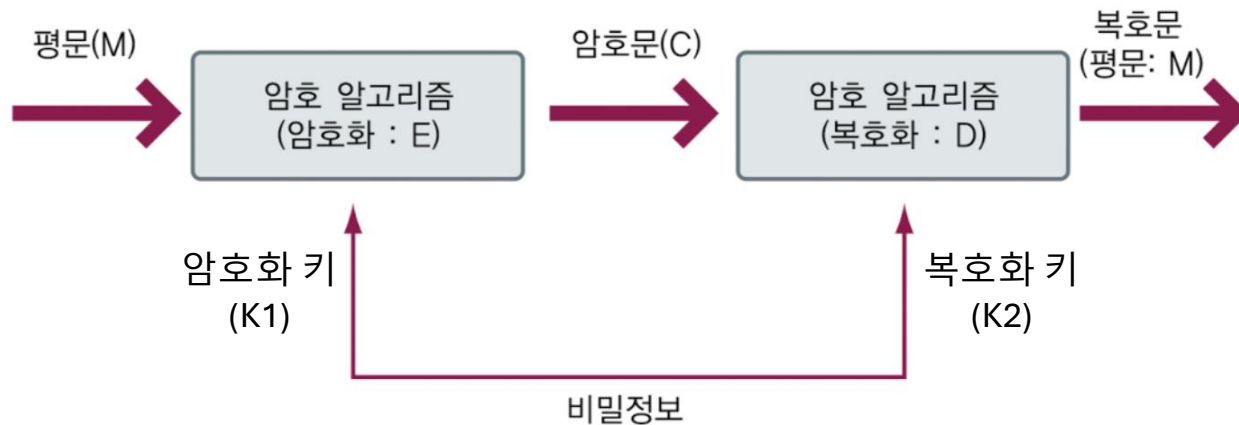 평문(M)
암호 알고리즘
(암호화 : E)
암호문(C)
암호 알고리즘
(복호화 : D)
복호문
(평문: M)
암호화 키
(K1)
복호화 키
(K2)
비밀정보